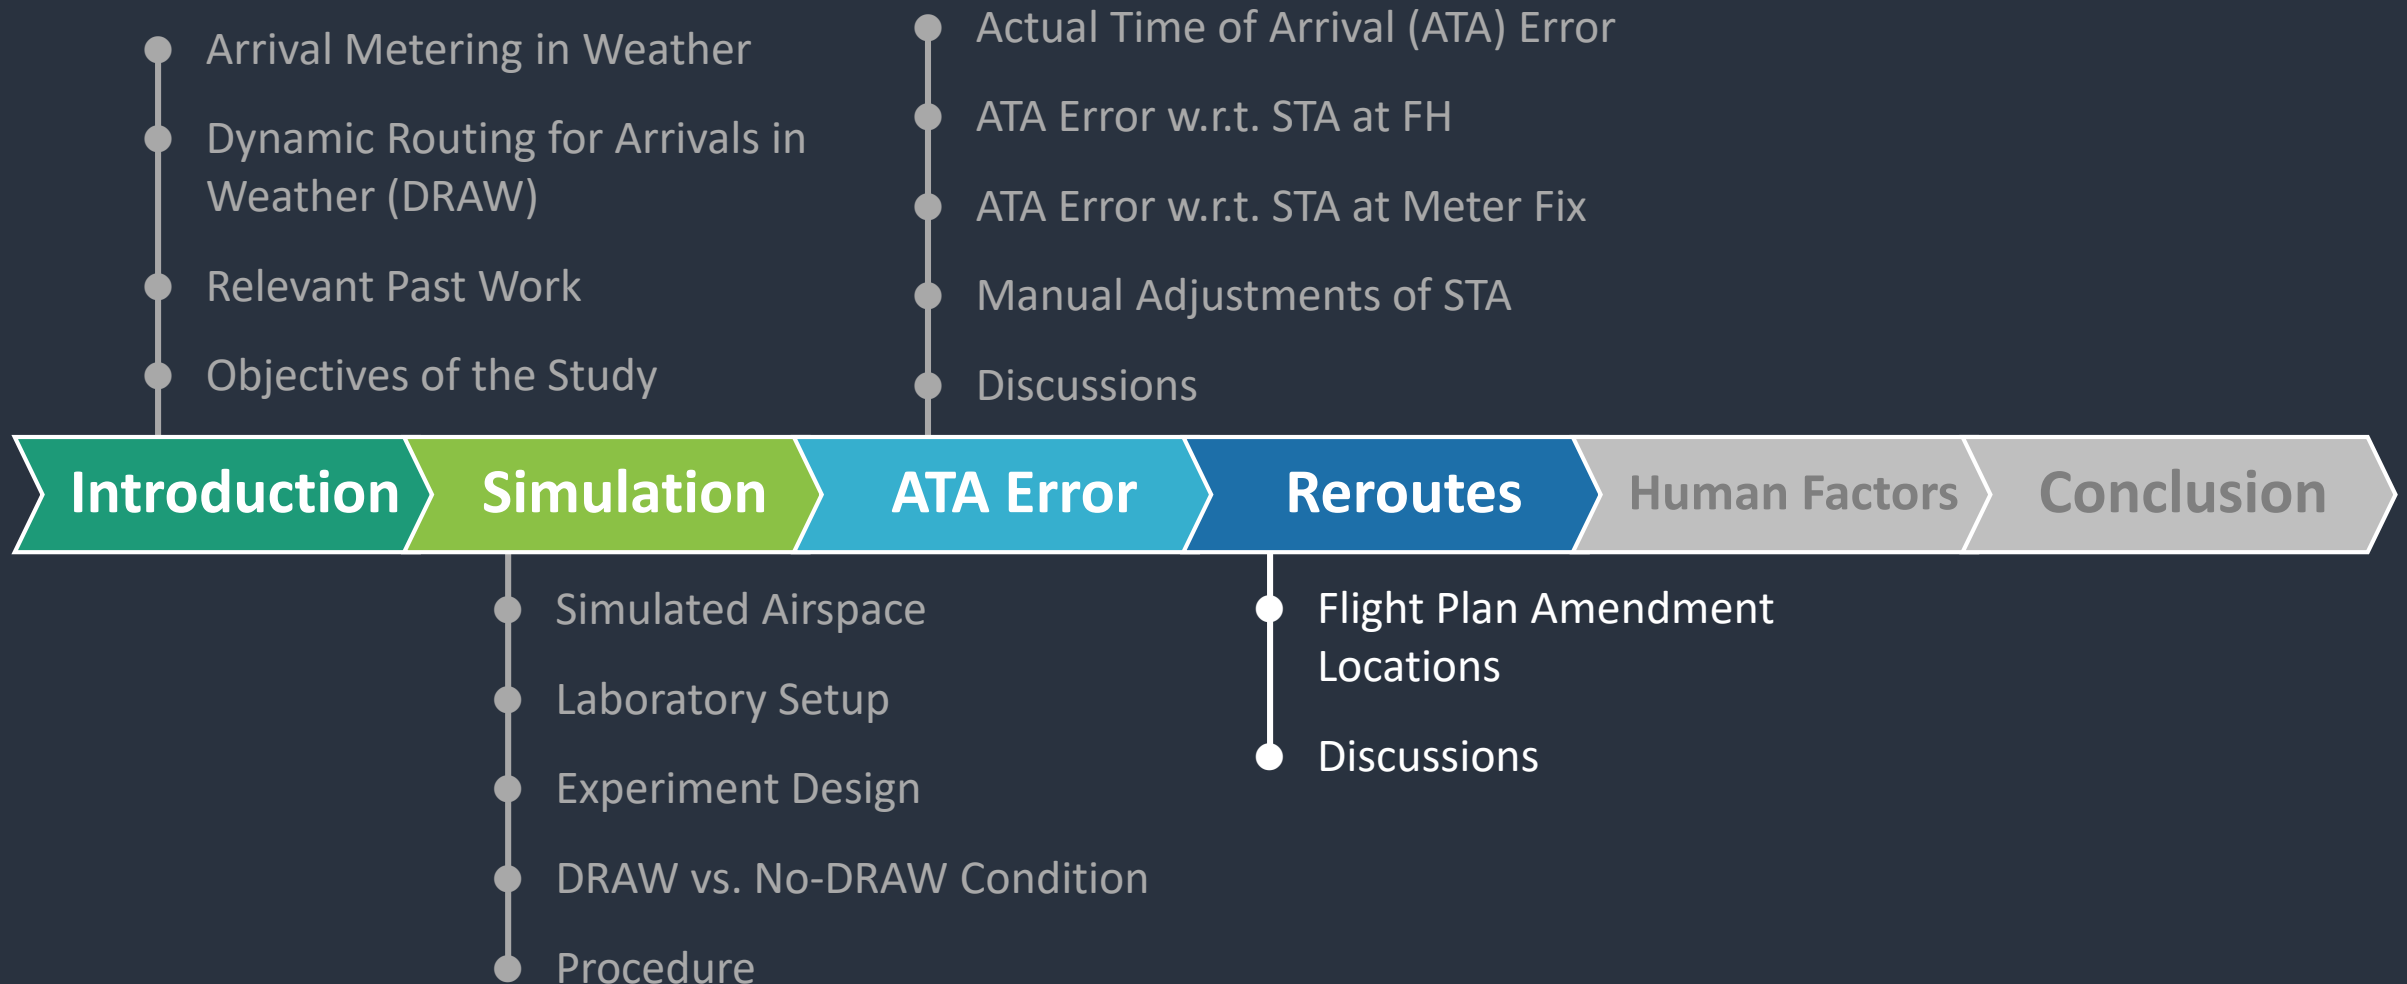 Arrival Metering in Weather
Dynamic Routing for Arrivals in
Weather (DRAW)
Relevant Past Work
Objectives of the Study
Actual Time of Arrival (ATA) Error
ATA Error w.r.t. STA at FH
ATA Error w.r.t. STA at Meter Fix
Manual Adjustments of STA
Discussions
Introduction
Simulation
ATA Error
Reroutes
Human Factors
Conclusion
Simulated Airspace
Laboratory Setup
Experiment Design
DRAW vs. No-DRAW Condition
Procedure
Flight Plan Amendment
Locations
Discussions